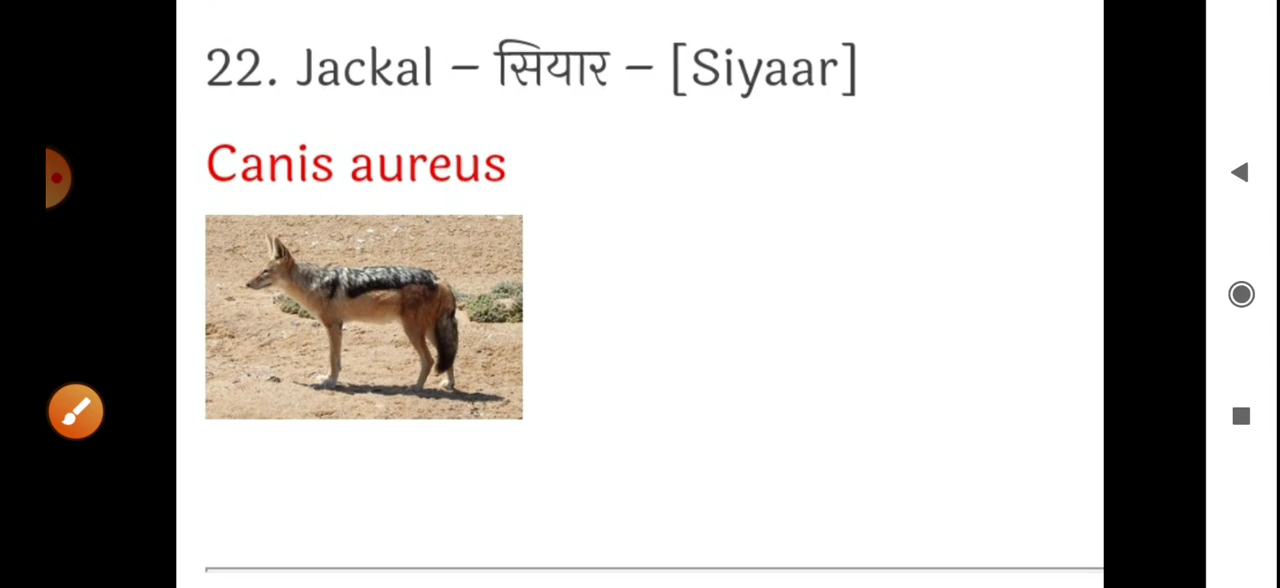 22. Jackal – सियार – [Siyaar]
Canis aureus